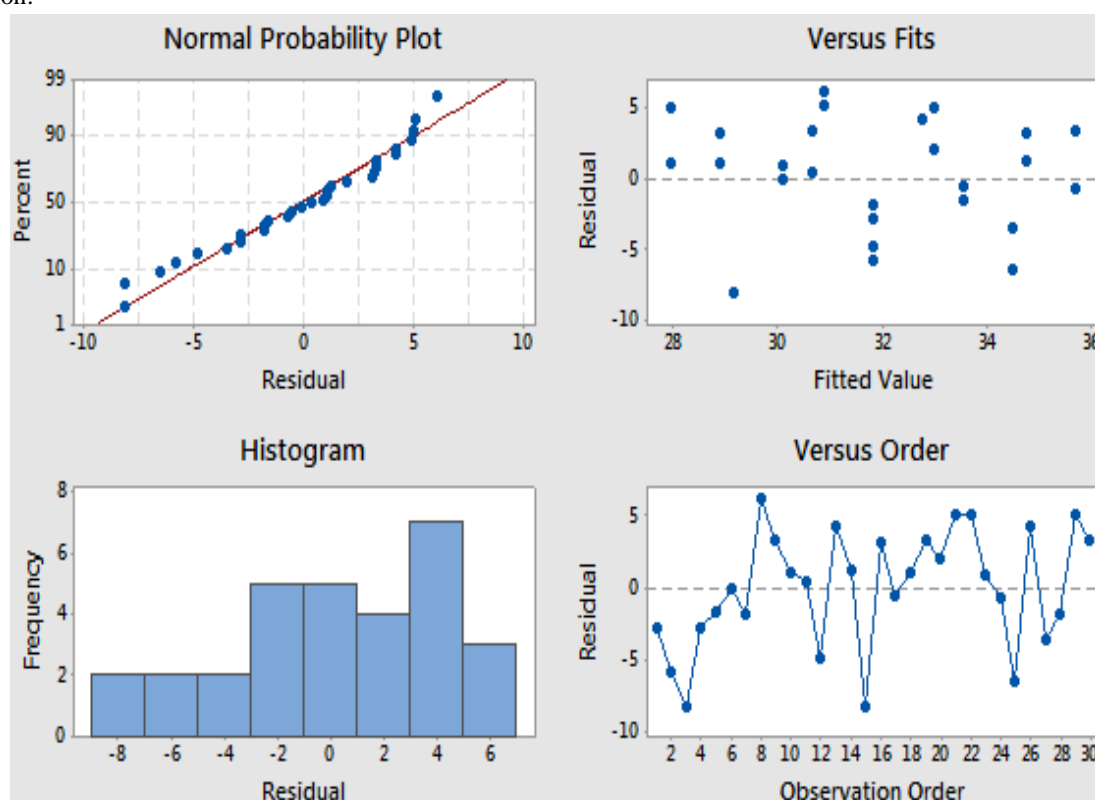 ion.
Normal Probability Plot
99
90
50
10
1
Percent
-10 -5 0 5 10
Residual
Versus Fits
5
0
-5
-10
Residual
28 30 32 34 36
Fitted Value
Histogram
8
6
4
2
0
Frequency
-8 -6 -4 -2 0 2 4 6
Residual
Versus Order
5
0
-5
-10
Residual
2 4 6 8 10 12 14 16 18 20 22 24 26 28 30
Observation Order